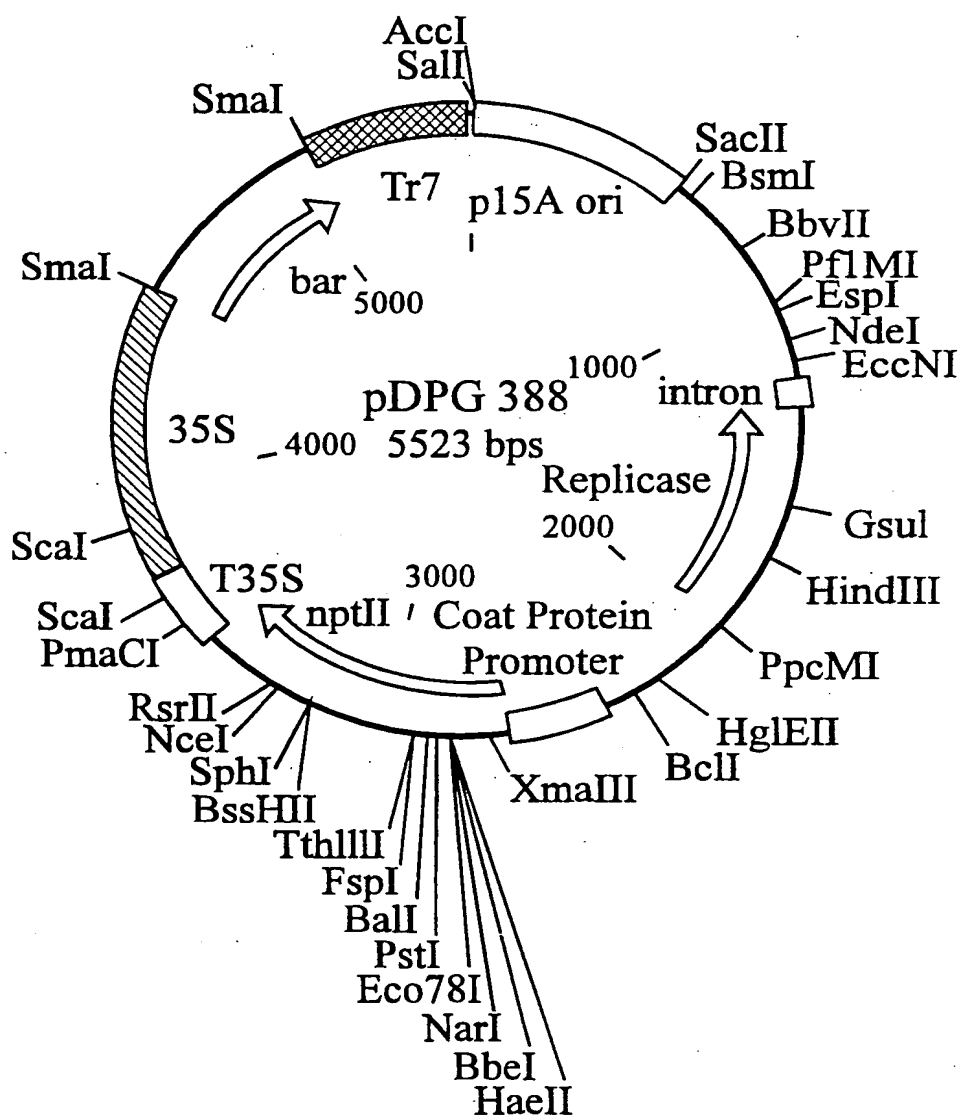 AccI
SalI
SmaI
SacII
BsmI
Tr7
p15A ori
BbvII
SmaI
bar
5000
PflMI
EspI
NdeI
EccNI
1000
intron
pDPG 388
5523 bps
35S
4000
Replicase
2000
GsuI
ScaI
HindIII
T35S
3000
nptII
Coat Protein
Promoter
ScaI
PmaCI
PpcMI
RsrII
NceI
HglEII
SphI
BclI
BssHII
XmaIII
TthlllI
FspI
BalI
PstI
Eco78I
NarI
BbeI
HaeII